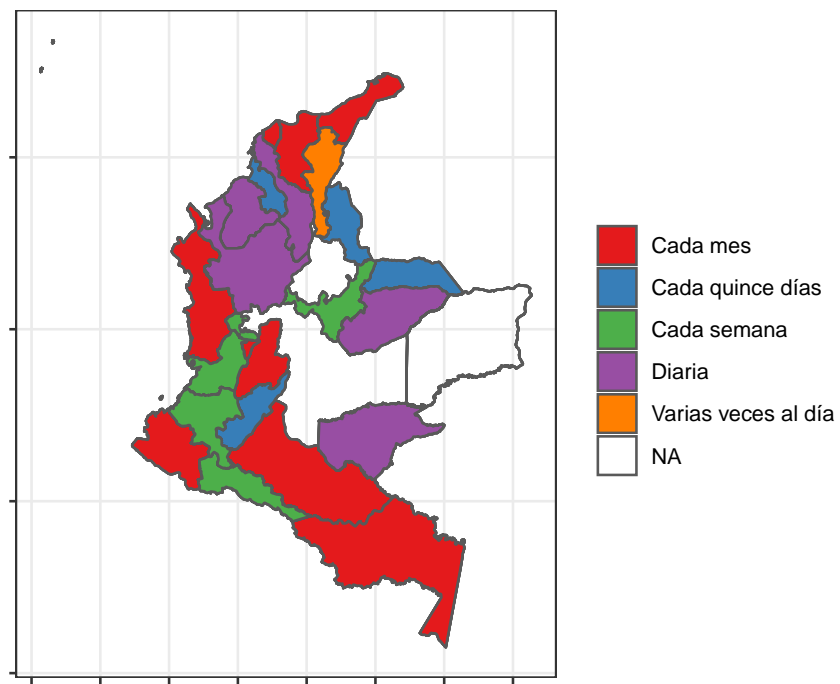 Cada mes
Cada quince días
Cada semana
Diaria
Varias veces al día
NA